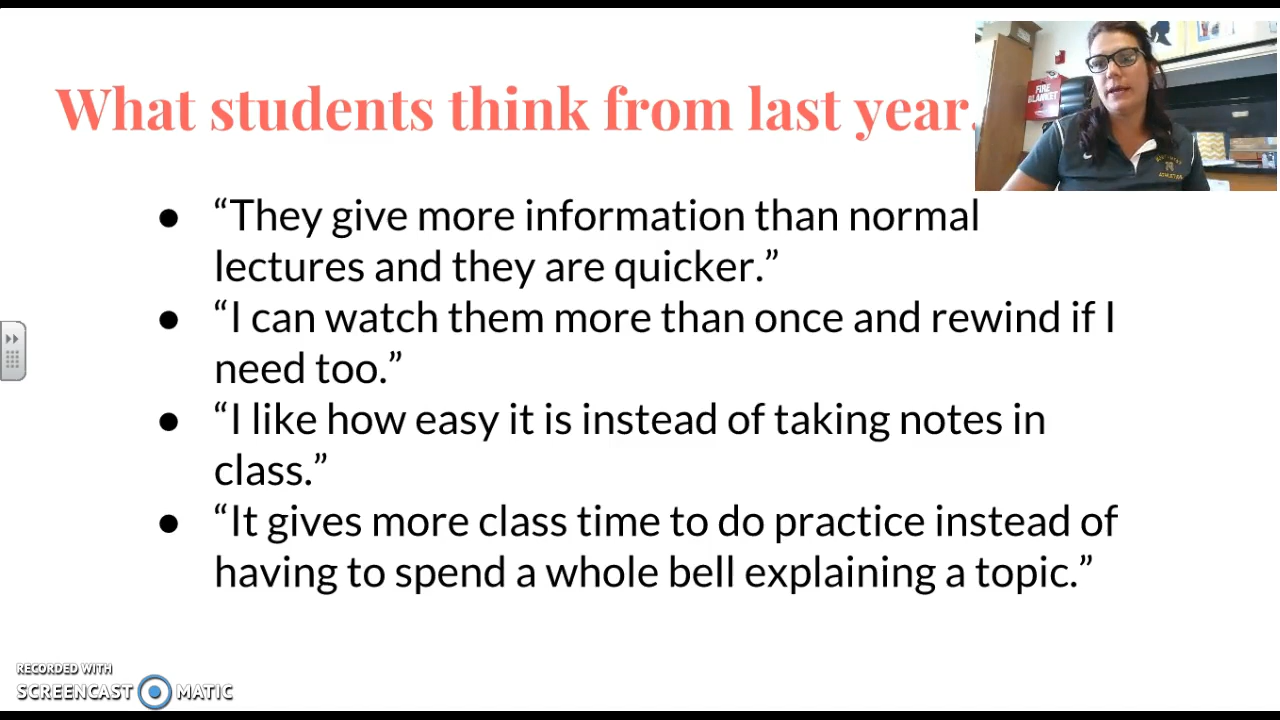 What students think from last year.
FIRE
BLANKET
● “They give more information than normal
lectures and they are quicker.”
● “I can watch them more than once and rewind if I
need too.”
● “I like how easy it is instead of taking notes in
class.”
● “It gives more class time to do practice instead of
having to spend a whole bell explaining a topic.”
RECORDED WITH
SCREENCAST MATIC